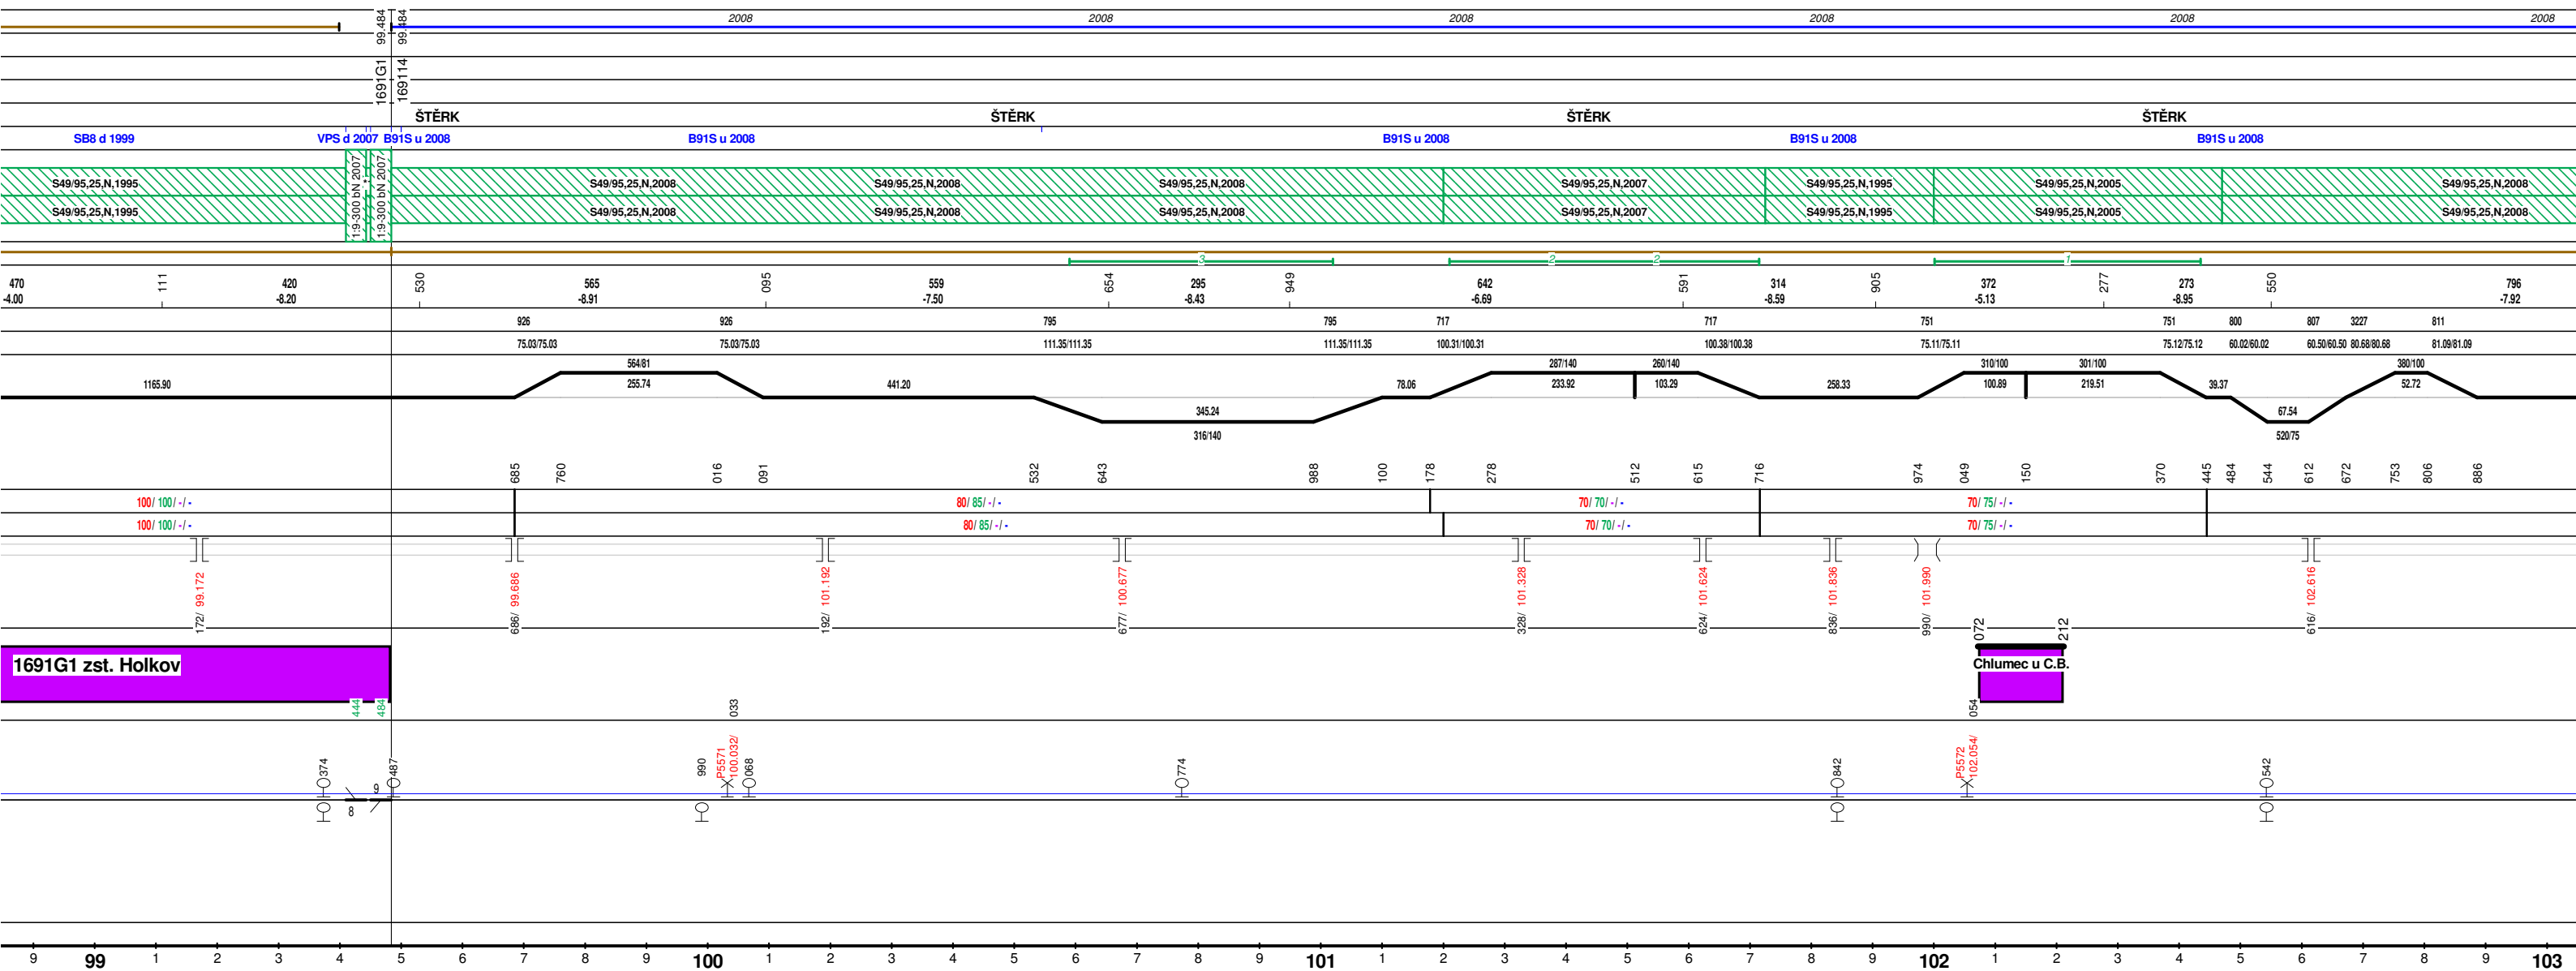 2008 2008 2008 2008 2008 2008
99.484 99.484
1691G1 169114
ŠTĚRK ŠTĚRK ŠTĚRK ŠTĚRK
SB8 d 1999 VPS d 2007 B91S u 2008 B91S u 2008 B91S u 2008 B91S u 2008 B91S u 2008
1:9-300 bN 2007 1:9-300 bN 2007
S49/95,25,N,1995 S49/95,25,N,2008 S49/95,25,N,2008 S49/95,25,N,2008 S49/95,25,N,2007 S49/95,25,N,1995 S49/95,25,N,2005 S49/95,25,N,2008
S49/95,25,N,1995 S49/95,25,N,2008 S49/95,25,N,2008 S49/95,25,N,2008 S49/95,25,N,2007 S49/95,25,N,1995 S49/95,25,N,2005 S49/95,25,N,2008
3 2 2 1
470 111 420 530 565 095 559 654 295 949 642 591 314 905 372 277 273 550 796
-4.00 -8.20 -8.91 -7.50 -8.43 -6.69 -8.59 -5.13 -8.95 -7.92
926 926 795 795 717 717 751 751 800 807 3227 811
75.03/75.03 75.03/75.03 111.35/111.35 111.35/111.35 100.31/100.31 100.38/100.38 75.11/75.11 75.12/75.12 60.02/60.02 60.50/60.50 80.68/80.68 81.09/81.09
564/81 287/140 260/140 310/100 301/100 380/100
1165.90 255.74 441.20 78.06 233.92 103.29 258.33 100.89 219.51 39.37 52.72
345.24 67.54
316/140 520/75
685 760 016 091 532 643 988 100 178 278 512 615 716 974 049 150 370 445 484 544 612 672 753 806 886
100/ 100/ -/ - 80/ 85/ -/ - 70/ 70/ -/ - 70/ 75/ -/ -
100/ 100/ -/ - 80/ 85/ -/ - 70/ 70/ -/ - 70/ 75/ -/ -
172/ 99.172 686/ 99.686 192/ 101.192 677/ 100.677 328/ 101.328 624/ 101.624 836/ 101.836 990/ 101.990 616/ 102.616
072 212
1691G1 zst. Holkov Chlumec u C.B.
444 484 033 054
374 487 990 P5571 100.032/ 068 774 842 P5572 102.054/ 542
8 9
9 99 1 2 3 4 5 6 7 8 9 100 1 2 3 4 5 6 7 8 9 101 1 2 3 4 5 6 7 8 9 102 1 2 3 4 5 6 7 8 9 103